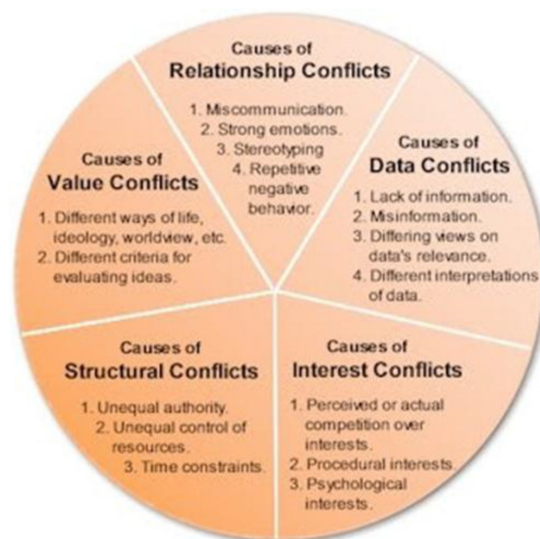 Causes of
Relationship Conflicts
1. Miscommunication.
2. Strong emotions.
3. Stereotyping
4. Repetitive
negative
behavior.
Causes of
Value Conflicts
1. Different ways of life,
ideology, worldview, etc.
2. Different criteria for
evaluating ideas.
Causes of
Data Conflicts
1. Lack of information.
2. Misinformation.
3. Differing views on
data's relevance.
4. Different interpretations
of data.
Causes of
Structural Conflicts
1. Unequal authority.
2. Unequal control of
resources.
3. Time constraints.
Causes of
Interest Conflicts
1. Perceived or actual
competition over
interests.
2. Procedural interests.
3. Psychological
interests.